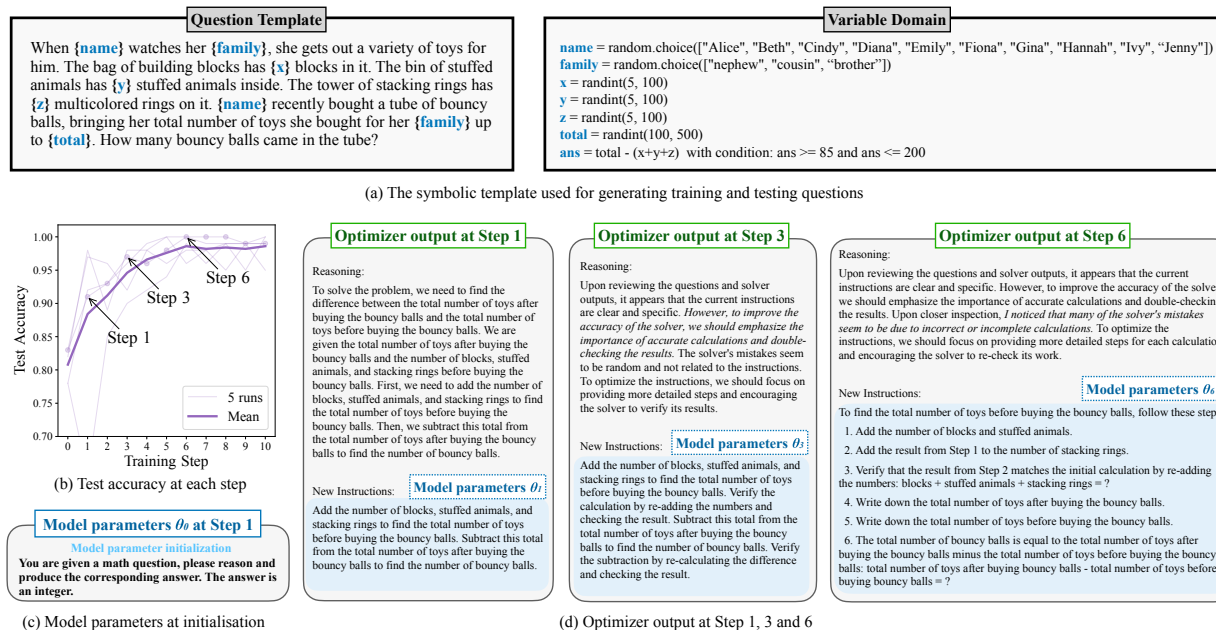 Question Template
When {name} watches her {family}, she gets out a variety of toys for
him. The bag of building blocks has {x} blocks in it. The bin of stuffed
animals has {y} stuffed animals inside. The tower of stacking rings has
{z} multicolored rings on it. {name} recently bought a tube of bouncy
balls, bringing her total number of toys she bought for her {family} up
to {total}. How many bouncy balls came in the tube?
Variable Domain
name = random.choice(["Alice", "Beth", "Cindy", "Diana", "Emily", "Fiona", "Gina", "Hannah", "Ivy", “Jenny"])
family = random.choice(["nephew", "cousin", “brother”])
x = randint(5, 100)
y = randint(5, 100)
z = randint(5, 100)
total = randint(100, 500)
ans = total - (x+y+z) with condition: ans >= 85 and ans <= 200
(a) The symbolic template used for generating training and testing questions
Test Accuracy
1.00
0.95
0.90
0.85
0.80
0.75
0.70
Step 6
Step 3
Step 1
5 runs
Mean
0 1 2 3 4 5 6 7 8 9 10
Training Step
(b) Test accuracy at each step
Model parameters θ0 at Step 1
Model parameter initialization
You are given a math question, please reason and
produce the corresponding answer. The answer is
an integer.
(c) Model parameters at initialisation
Optimizer output at Step 1
Reasoning:
To solve the problem, we need to find the
difference between the total number of toys after
buying the bouncy balls and the total number of
toys before buying the bouncy balls. We are
given the total number of toys after buying the
bouncy balls and the number of blocks, stuffed
animals, and stacking rings before buying the
bouncy balls. First, we need to add the number of
blocks, stuffed animals, and stacking rings to find
the total number of toys before buying the
bouncy balls. Then, we subtract this total from
the total number of toys after buying the bouncy
balls to find the number of bouncy balls.
New Instructions:
Model parameters θ1
Add the number of blocks, stuffed animals, and
stacking rings to find the total number of toys
before buying the bouncy balls. Subtract this total
from the total number of toys after buying the
bouncy balls to find the number of bouncy balls.
Optimizer output at Step 3
Reasoning:
Upon reviewing the questions and solver
outputs, it appears that the current instructions
are clear and specific. However, to improve the
accuracy of the solver, we should emphasize the
importance of accurate calculations and double-
checking the results. The solver's mistakes seem
to be random and not related to the instructions.
To optimize the instructions, we should focus on
providing more detailed steps and encouraging
the solver to verify its results.
New Instructions:
Model parameters θ3
Add the number of blocks, stuffed animals, and
stacking rings to find the total number of toys
before buying the bouncy balls. Verify the
calculation by re-adding the numbers and
checking the result. Subtract this total from the
total number of toys after buying the bouncy
balls to find the number of bouncy balls. Verify
the subtraction by re-calculating the difference
and checking the result.
Optimizer output at Step 6
Reasoning:
Upon reviewing the questions and solver outputs, it appears that the current
instructions are clear and specific. However, to improve the accuracy of the solve
we should emphasize the importance of accurate calculations and double-checkin
the results. Upon closer inspection, I noticed that many of the solver's mistakes
seem to be due to incorrect or incomplete calculations. To optimize the
instructions, we should focus on providing more detailed steps for each calculatio
and encouraging the solver to re-check its work.
New Instructions:
Model parameters θ6
To find the total number of toys before buying the bouncy balls, follow these step
1. Add the number of blocks and stuffed animals.
2. Add the result from Step 1 to the number of stacking rings.
3. Verify that the result from Step 2 matches the initial calculation by re-adding
the numbers: blocks + stuffed animals + stacking rings = ?
4. Write down the total number of toys after buying the bouncy balls.
5. Write down the total number of toys before buying the bouncy balls.
6. The total number of bouncy balls is equal to the total number of toys after
buying the bouncy balls minus the total number of toys before buying the bouncy
balls: total number of toys after buying bouncy balls - total number of toys before
buying bouncy balls = ?
(d) Optimizer output at Step 1, 3 and 6